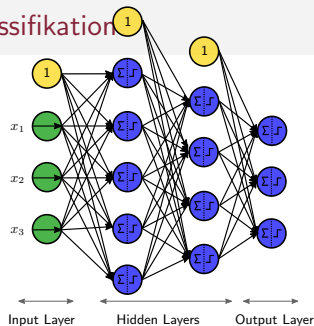 ssifikation
1
1
1
Σ
Σ
x₁
Σ
Σ
Σ
x₂
Σ
Σ
Σ
x₃
Σ
Σ
Σ
Σ
Input Layer
Hidden Layers
Output Layer